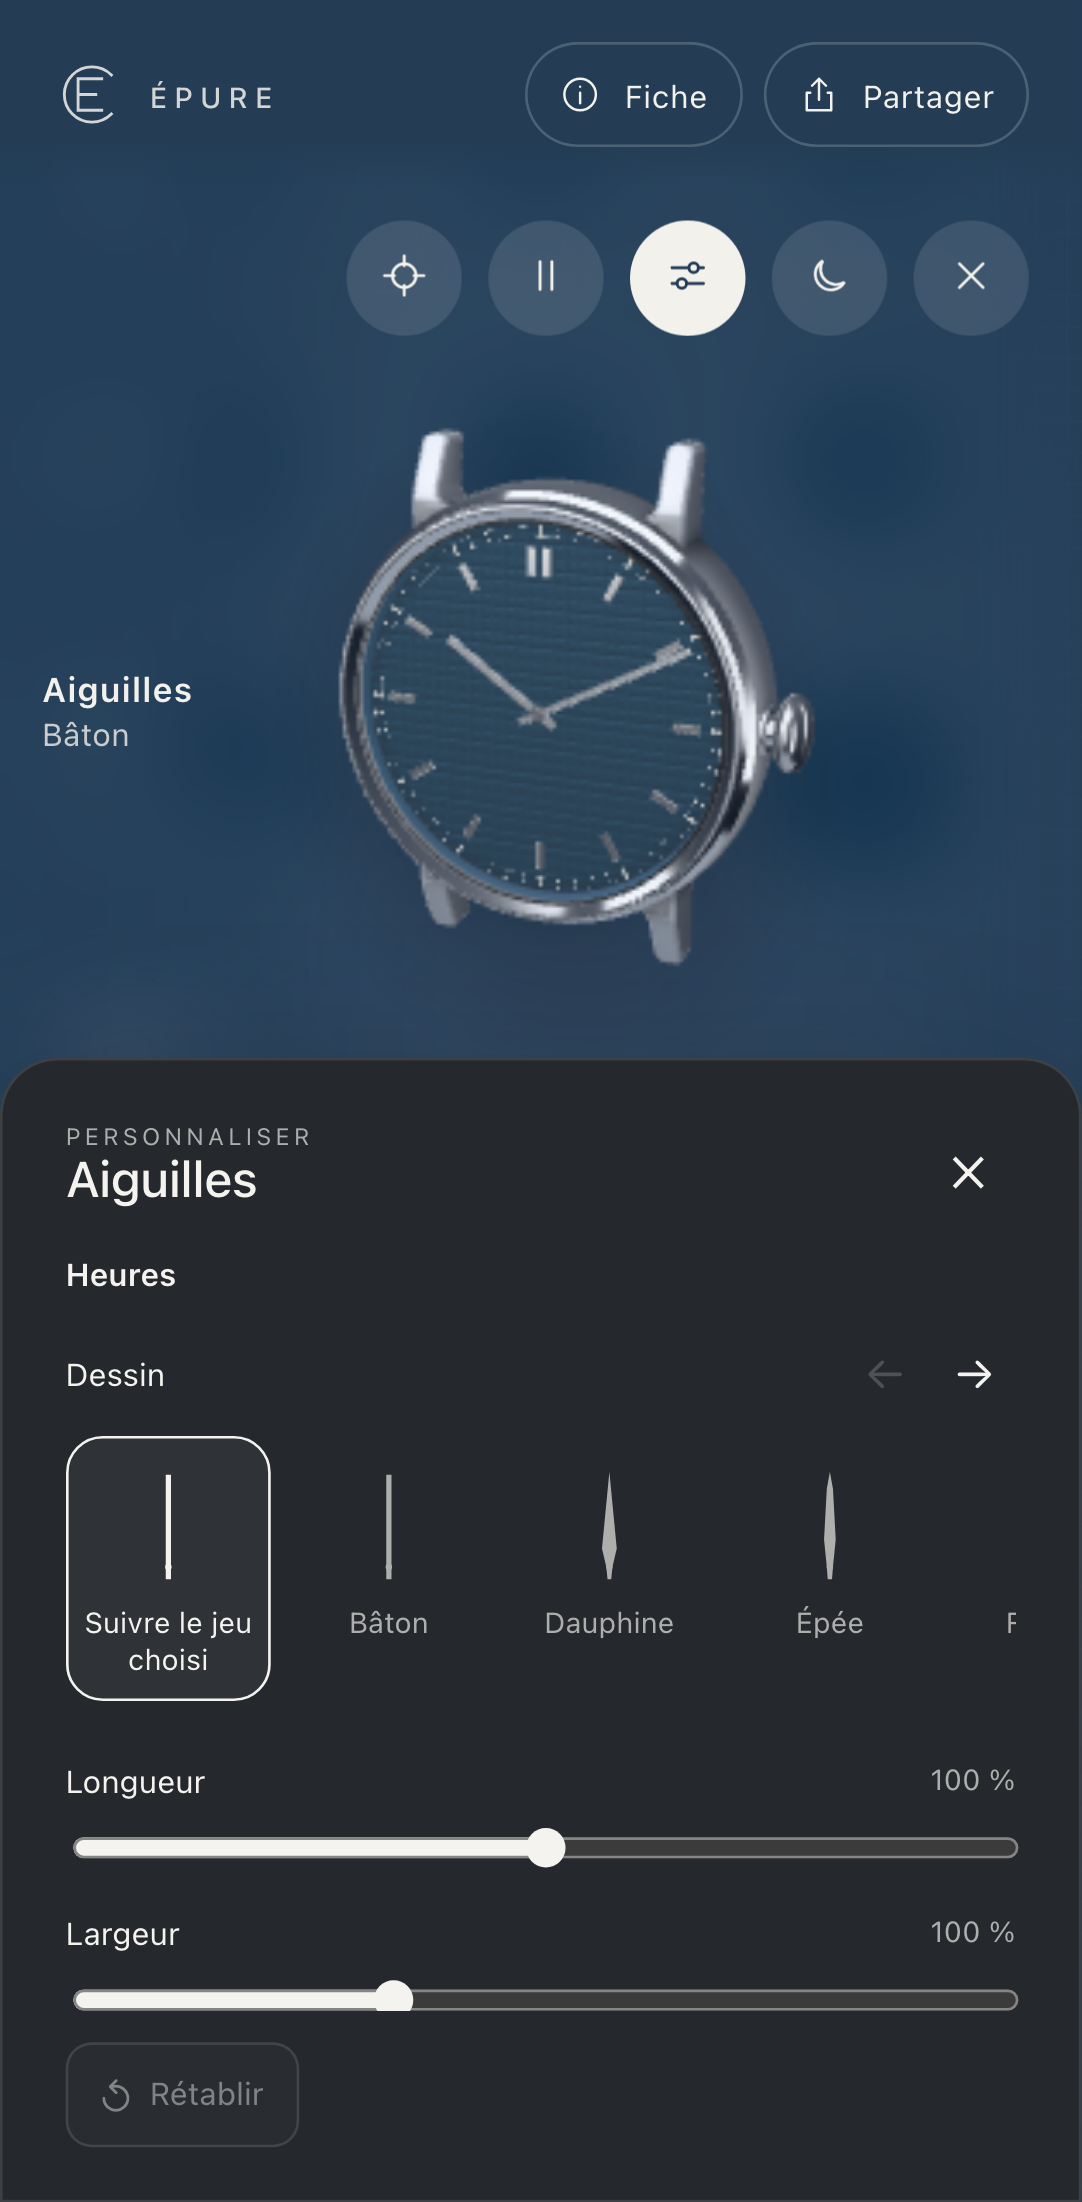 ÉPURE
Fiche
Partager
Aiguilles
Bâton
PERSONNALISER
Aiguilles
Heures
Dessin
Suivre le jeu
choisi
Bâton
Dauphine
Épée
Longueur
100 %
Largeur
100 %
Rétablir